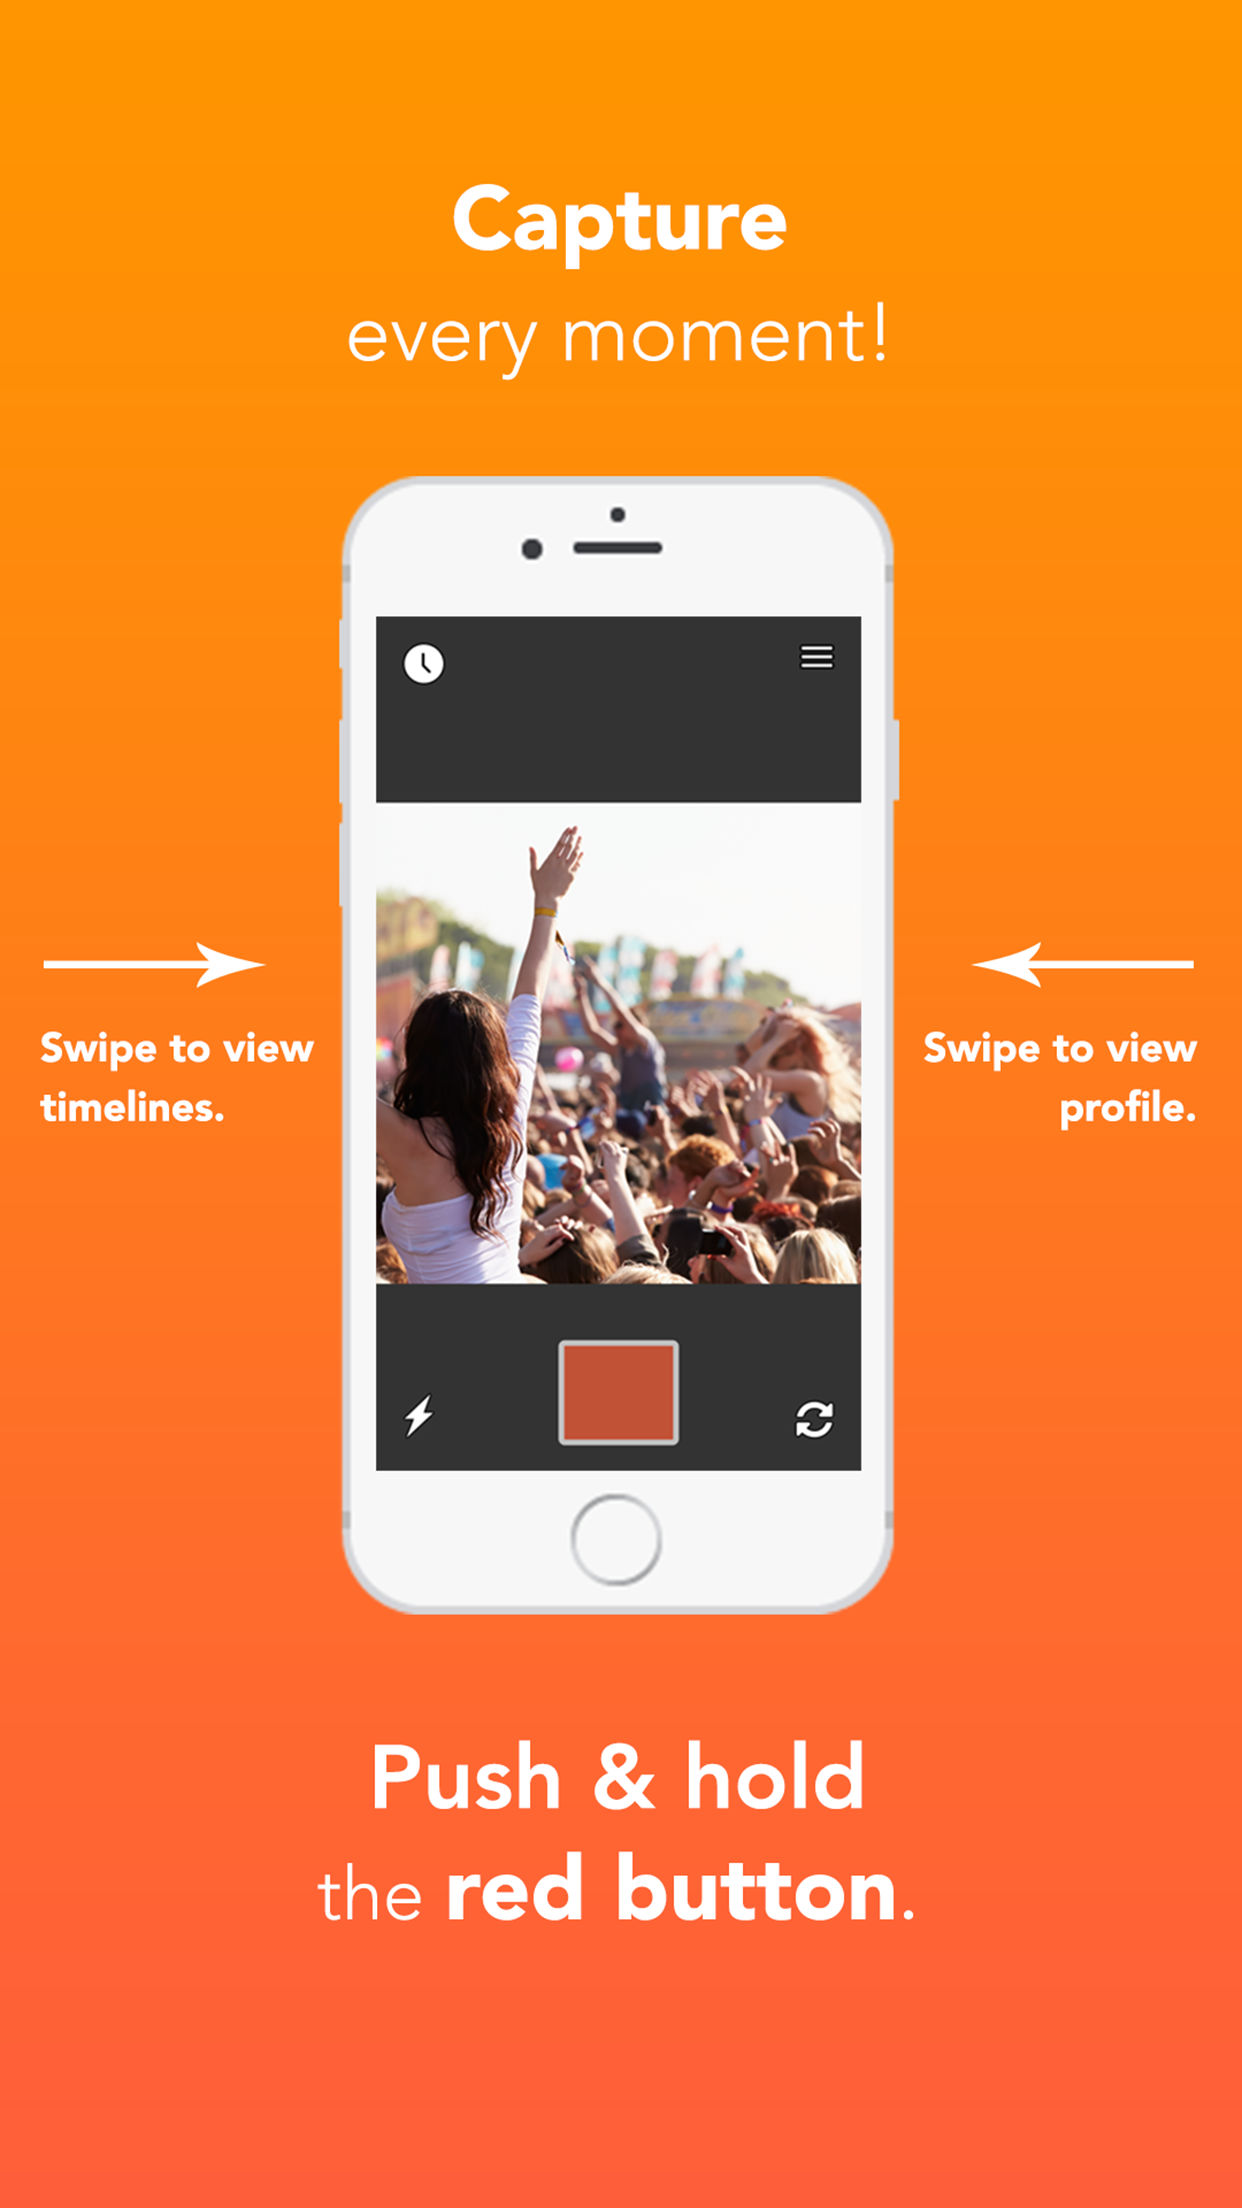 Capture
every moment!
Swipe to view
timelines.
Swipe to view
profile.
Push & hold
the red button.